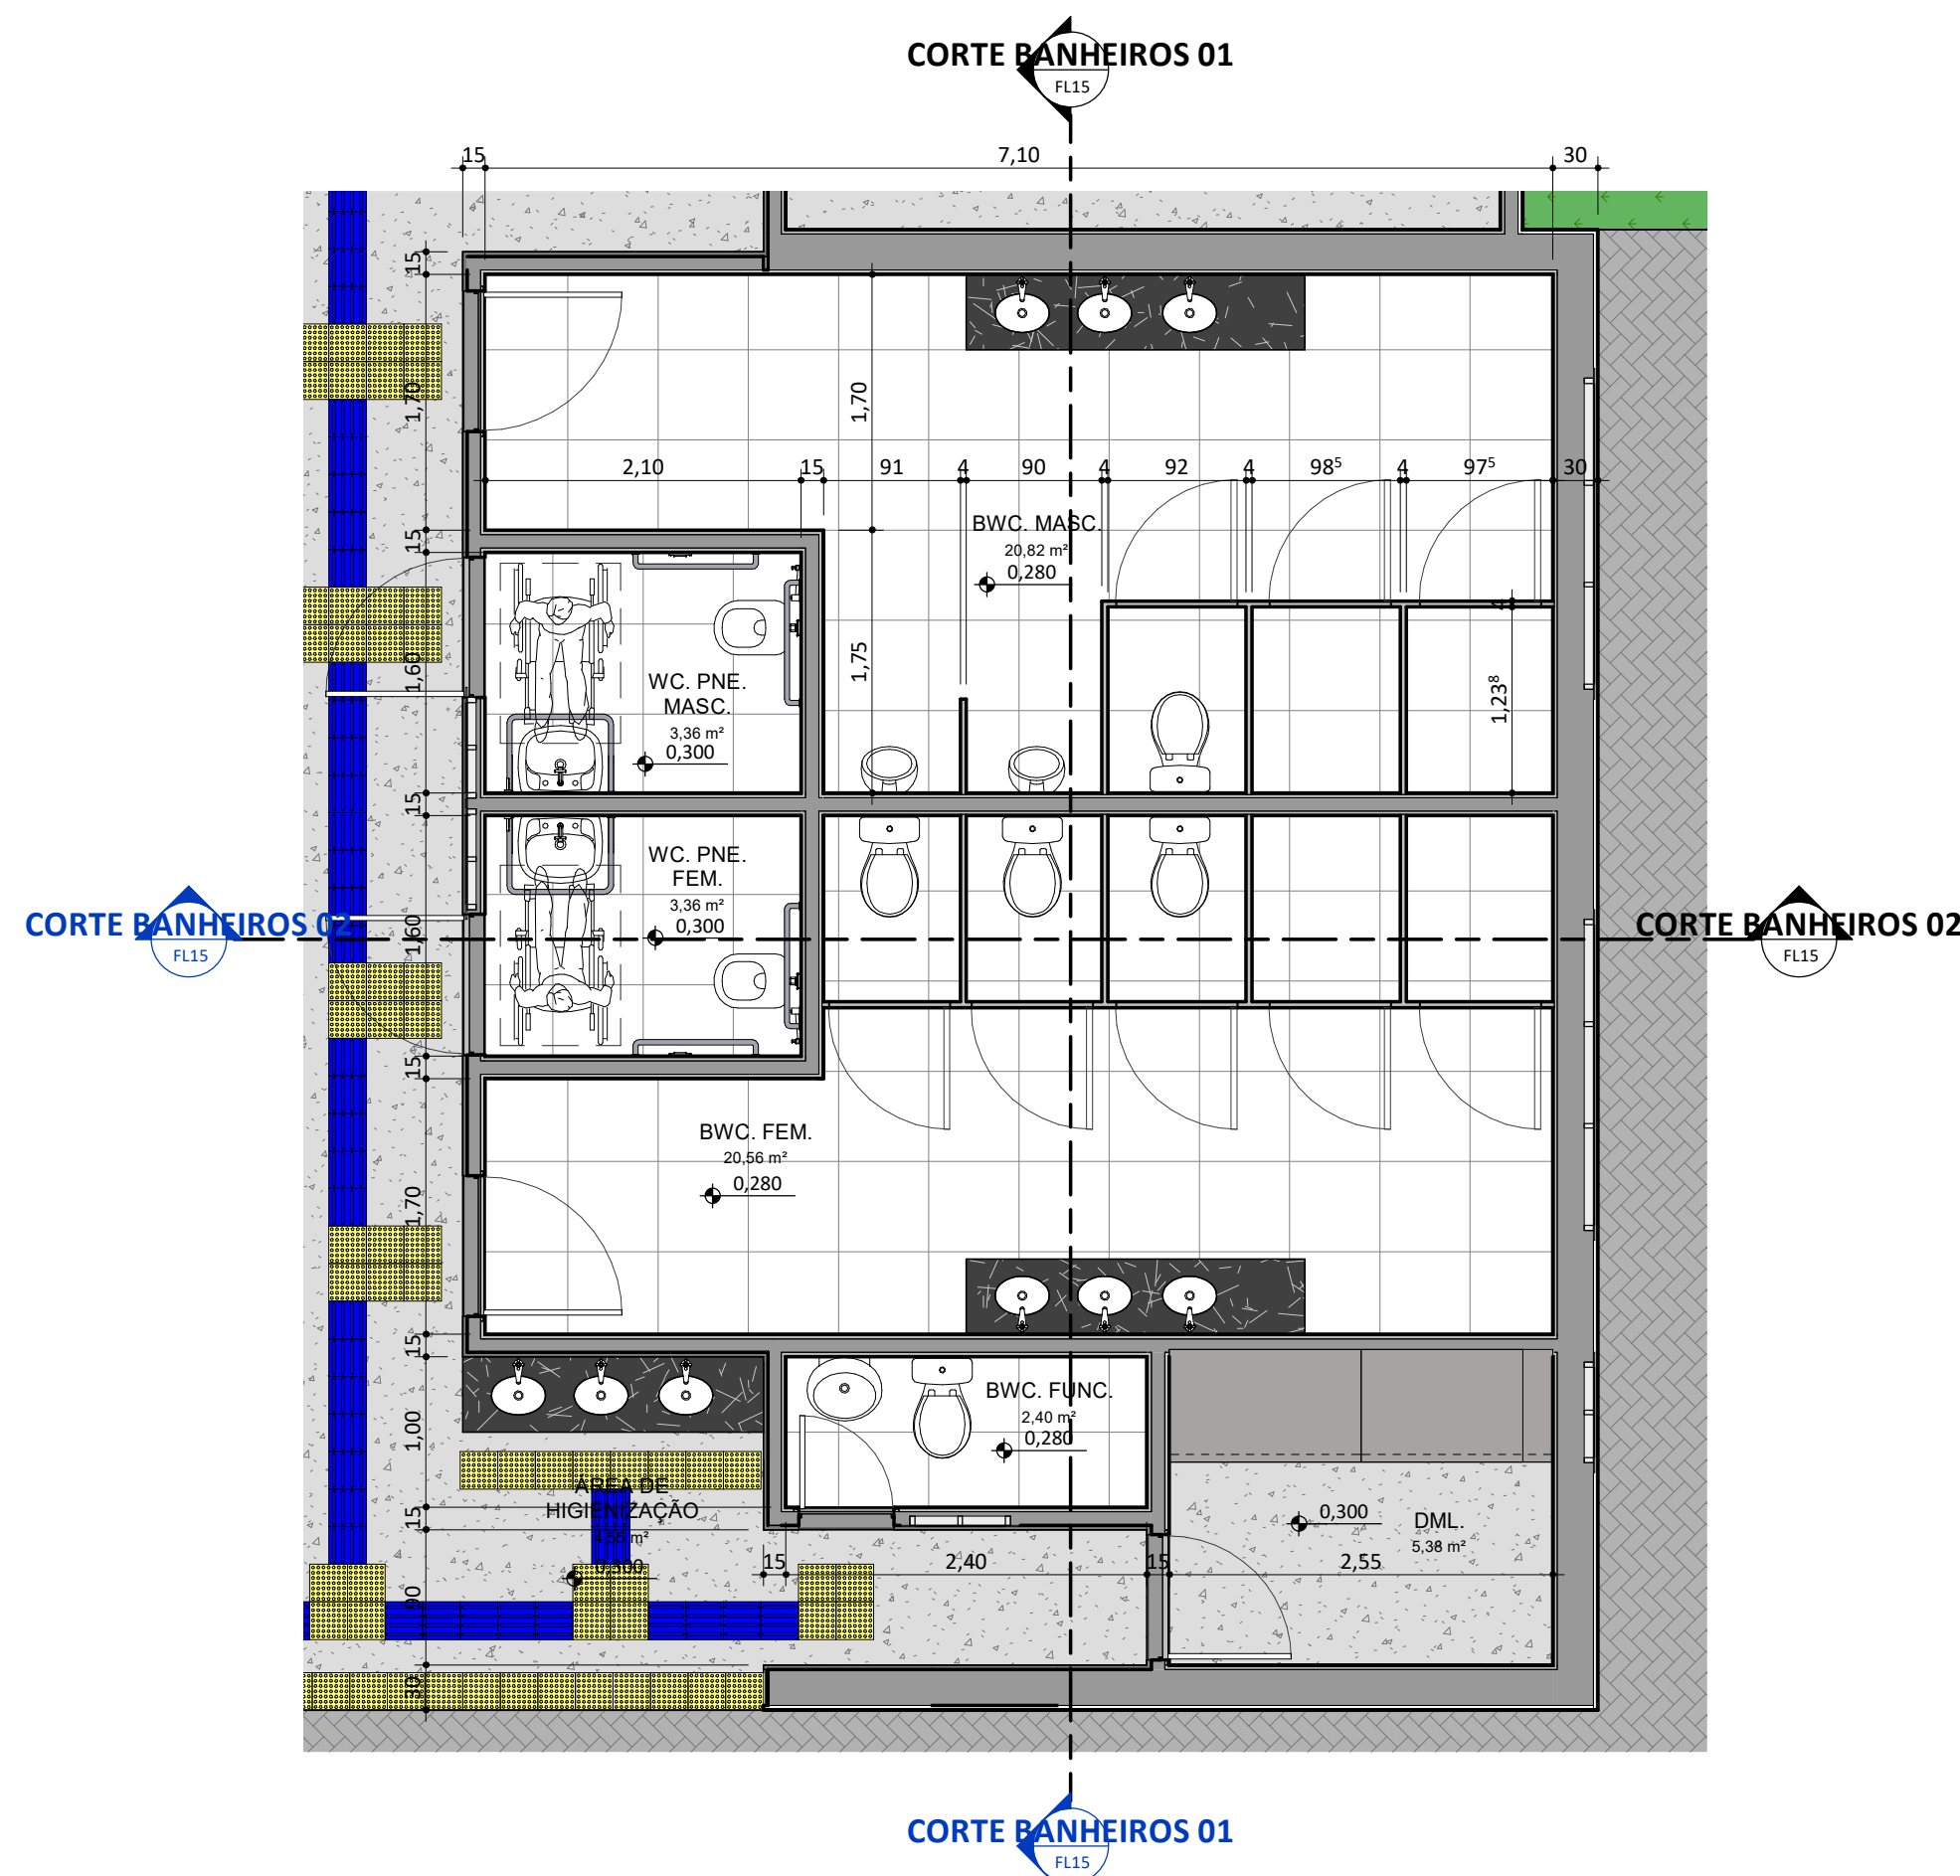 CORTE BANHEIROS 01
FL15
15 7,10 30
15
1,70
1,70
2,10 15 91 4 90 4 92 4 98⁵ 4 97⁵ 30
BWC. MASC.
20,82 m²
0,280
15
1,60
1,75
1,23⁸
WC. PNE.
MASC.
3,36 m²
0,300
15
WC. PNE.
FEM.
3,36 m²
0,300
CORTE BANHEIROS 02
FL15
CORTE BANHEIROS 02
FL15
1,60
15
BWC. FEM.
20,56 m²
0,280
1,70
15
BWC. FUNC.
2,40 m²
0,280
1,00
ÁREA DE
HIGIENIZAÇÃO
0,300
15
0,300
DML.
5,38 m²
15 2,40 15 2,55
90
30
CORTE BANHEIROS 01
FL15